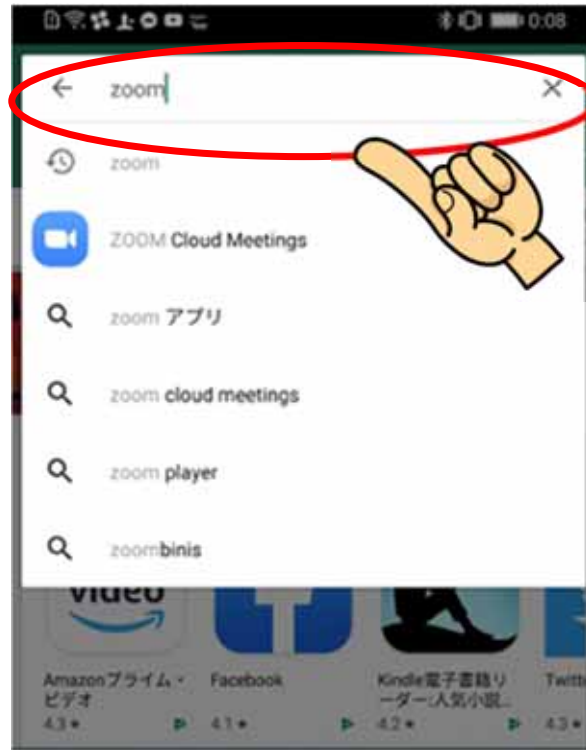 0:08
zoom
zoom
ZOOM Cloud Meetings
zoom アプリ
zoom cloud meetings
zoom player
zoombinis
video
Amazonプライム・
ビデオ
4.3★
Facebook
4.1★
Kindle電子書籍リ
ーダー:人気小説...
4.2★
Twitt
4.3★